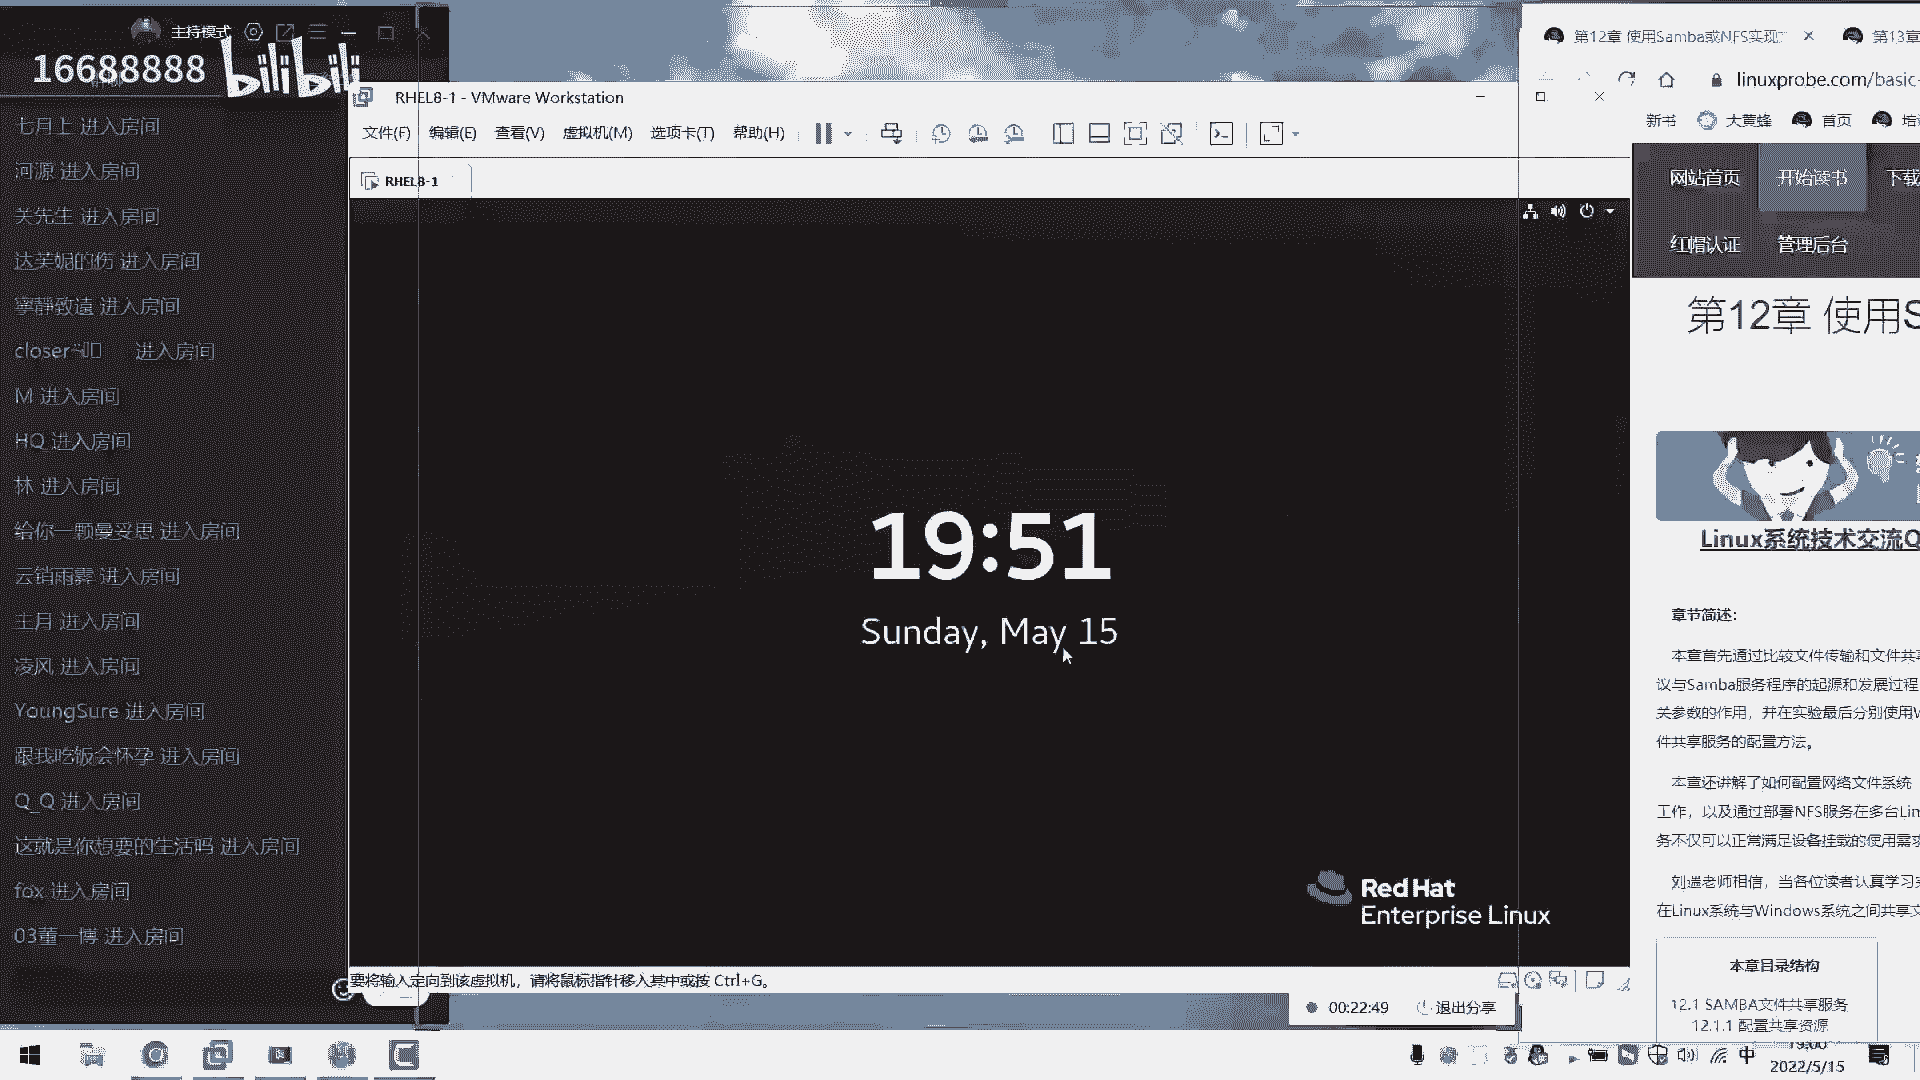 主持模式
16688888
bilibili
七月上 进入房间
河源 进入房间
关先生 进入房间
达芙妮的伤 进入房间
寧靜致遠 进入房间
closer 进入房间
M 进入房间
HQ 进入房间
林 进入房间
给你一颗曼妥思 进入房间
云销雨霁 进入房间
进入房间
凌风 进入房间
YoungSure 进入房间
跟我吃饭会怀孕 进入房间
Q_Q 进入房间
这就是你想要的生活吗 进入房间
fox 进入房间
03董一博 进入房间
RHEL8-1 - VMware Workstation
文件(F) 编辑(E) 查看(V) 虚拟机(M) 选项卡(T) 帮助(H)
RHEL8-1
19:51
Sunday, May 15
Red Hat
Enterprise Linux
要将输入定向到该虚拟机，请将鼠标指针移入其中或按 Ctrl+G。
00:22:49 退出分享
第12章 使用Samba或NFS实现 第13章
linuxprobe.com/basic-
新书 大黄蜂 首页 培
网站首页 开始读书 下载
红帽认证 管理后台
第12章 使用S
Linux系统技术交流Q
章节简述：
本章首先通过比较文件传输和文件共享
议与Samba服务程序的起源和发展过程
关参数的作用，并在实验最后分别使用W
件共享服务的配置方法。
本章还讲解了如何配置网络文件系统
工作，以及通过部署NFS服务在多台Lin
务不仅可以正常满足设备挂载的使用需求
刘遄老师相信，当各位读者认真学习完
在Linux系统与Windows系统之间共享文
本章目录结构
12.1 SAMBA文件共享服务
12.1.1 配置共享资源
中
19:00
2022/5/15